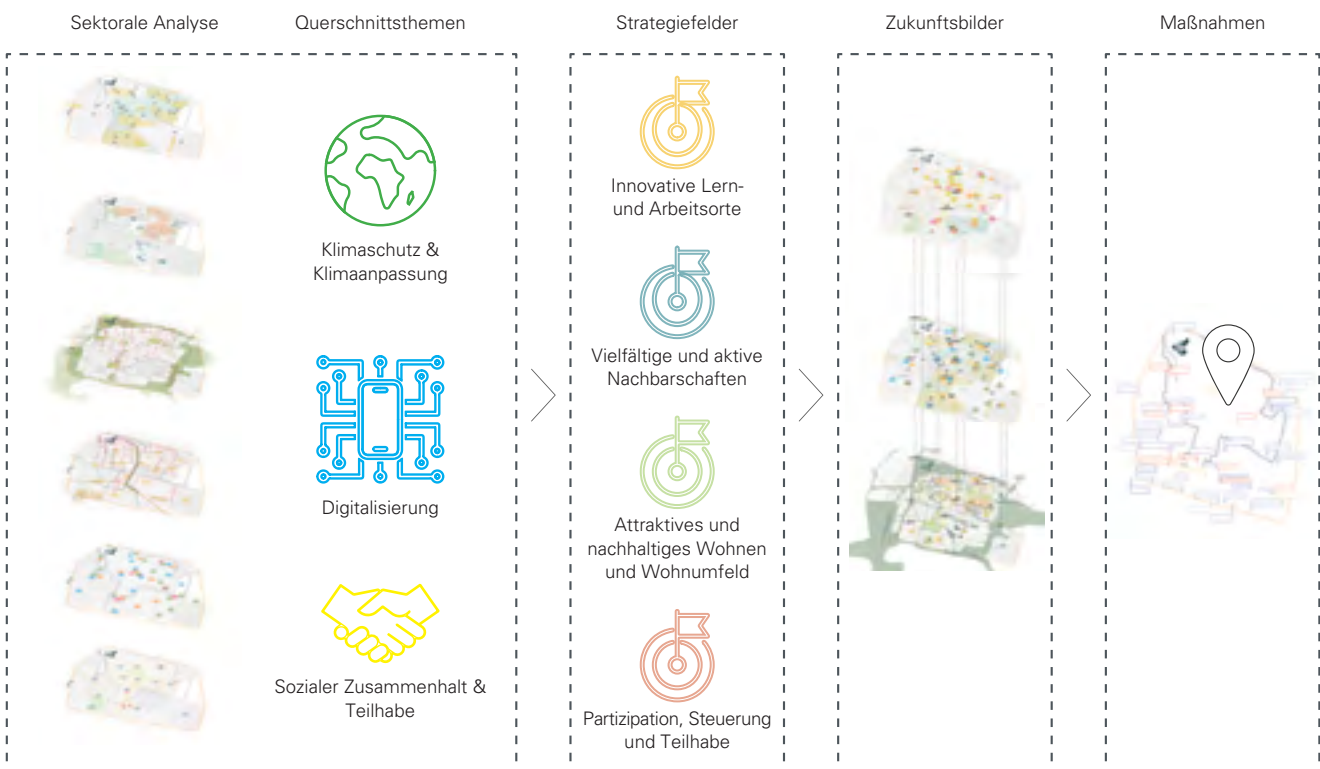 Sektorale Analyse
Querschnittsthemen
Strategiefelder
Zukunftsbilder
Maßnahmen
Klimaschutz &
Klimaanpassung
Digitalisierung
Sozialer Zusammenhalt &
Teilhabe
Innovative Lern-
und Arbeitsorte
Vielfältige und aktive
Nachbarschaften
Attraktives und
nachhaltiges Wohnen
und Wohnumfeld
Partizipation, Steuerung
und Teilhabe